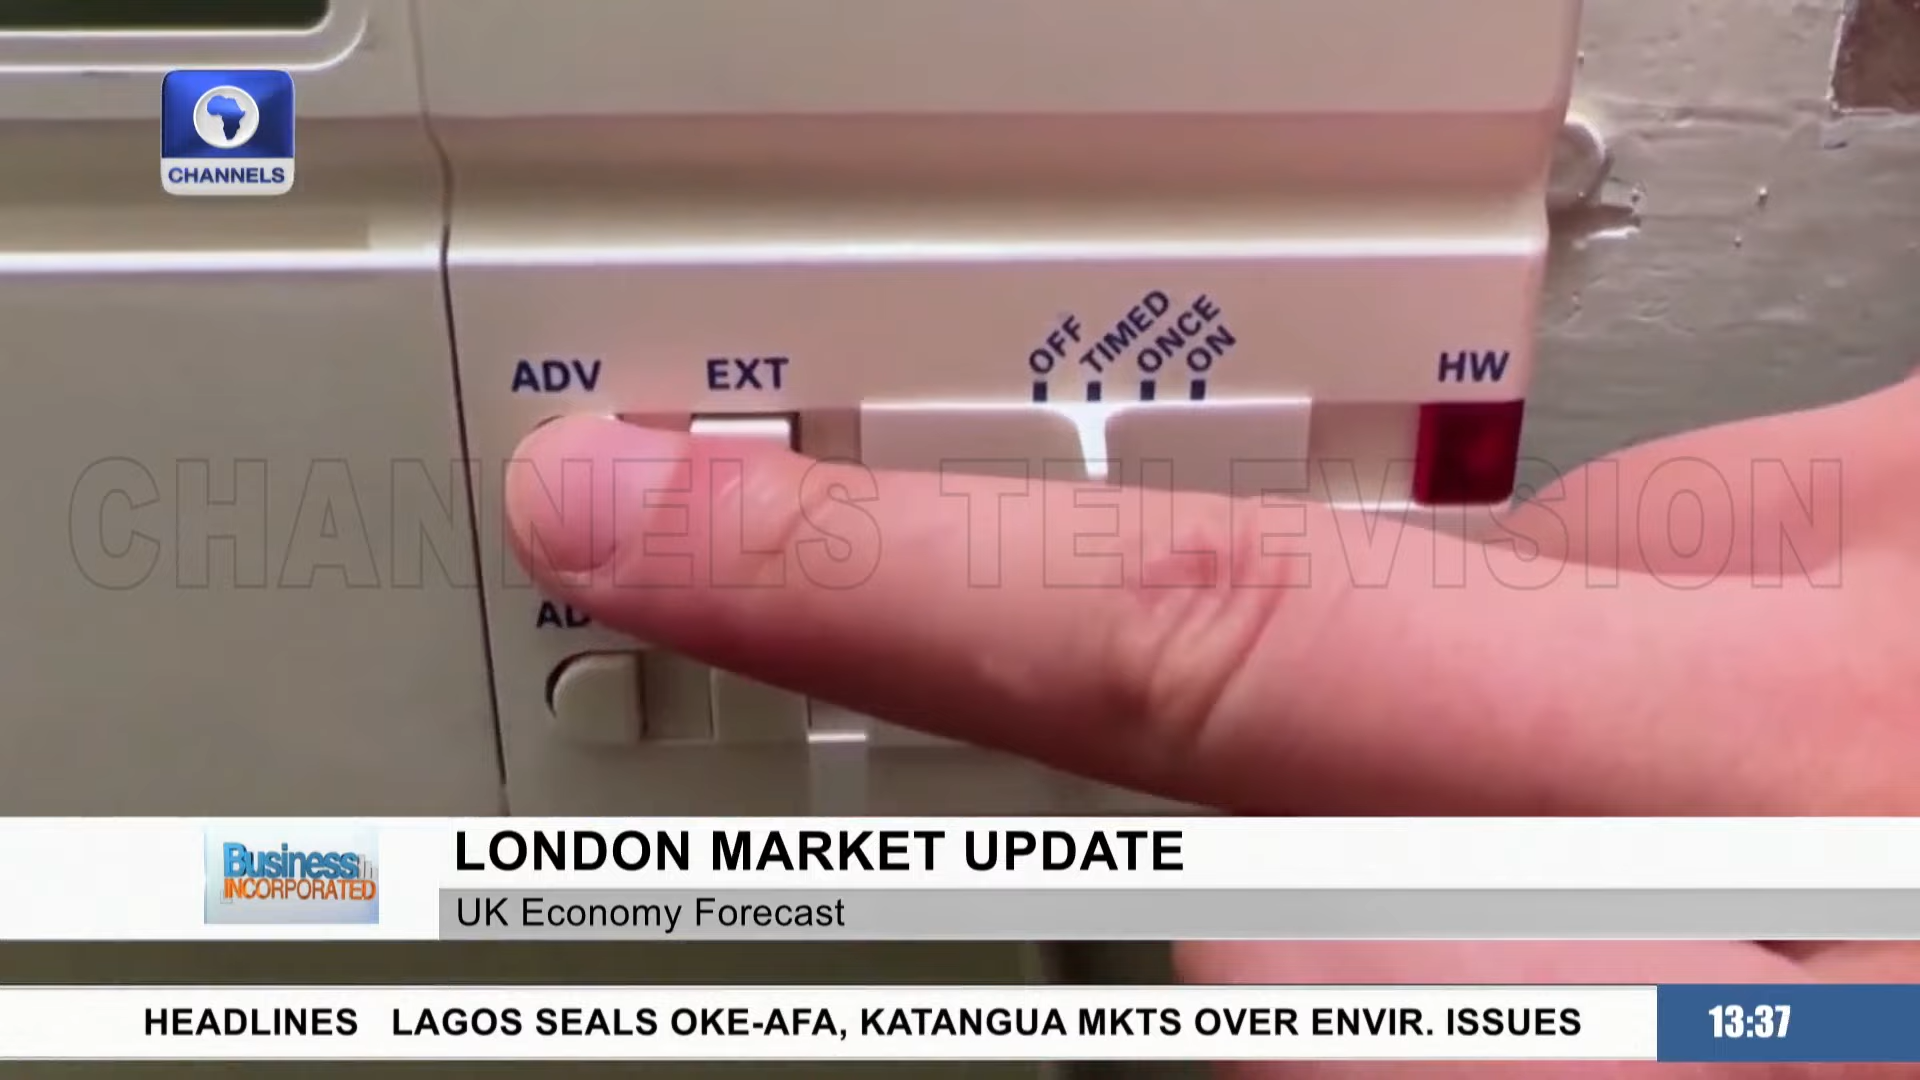 CHANNELS
OFF
TIMED
ONCE
ON
ADV
EXT
HW
CHANNELS TELEVISION
LONDON MARKET UPDATE
Business
INCORPORATED
UK Economy Forecast
HEADLINES LAGOS SEALS OKE-AFA, KATANGUA MKTS OVER ENVIR. ISSUES
13:37